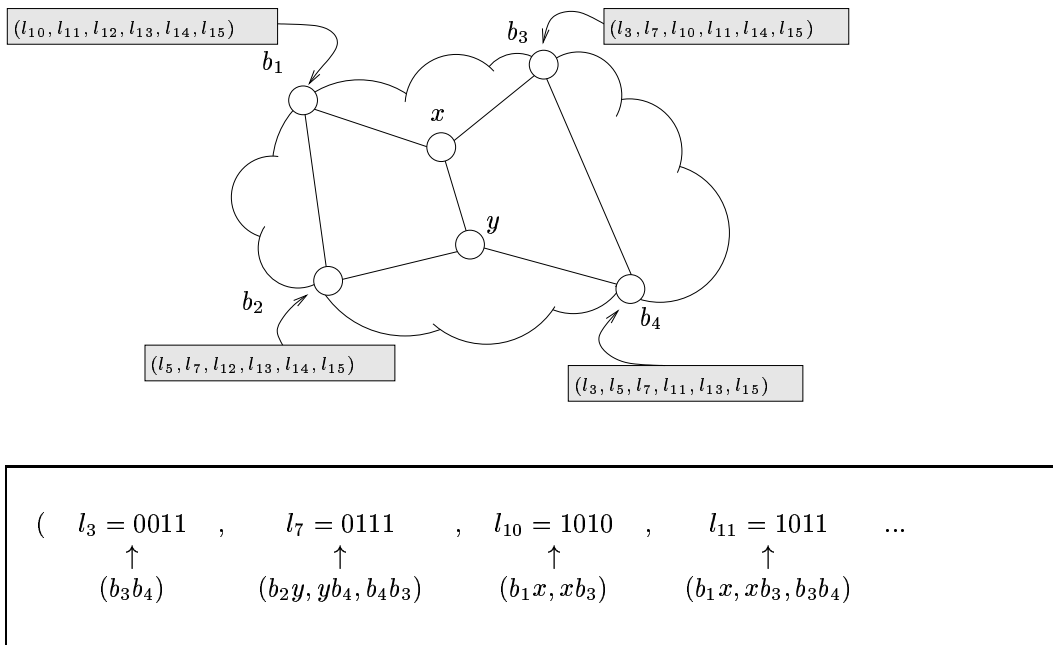 (l₁₀, l₁₁, l₁₂, l₁₃, l₁₄, l₁₅)
(l₃, l₇, l₁₀, l₁₁, l₁₄, l₁₅)
b₃
b₁
x
y
b₂
b₄
(l₅, l₇, l₁₂, l₁₃, l₁₄, l₁₅)
(l₃, l₅, l₇, l₁₁, l₁₃, l₁₅)
( l₃ = 0011 , l₇ = 0111 , l₁₀ = 1010 , l₁₁ = 1011 ...
↑ ↑ ↑ ↑
(b₃b₄) (b₂y, yb₄, b₄b₃) (b₁x, xb₃) (b₁x, xb₃, b₃b₄)